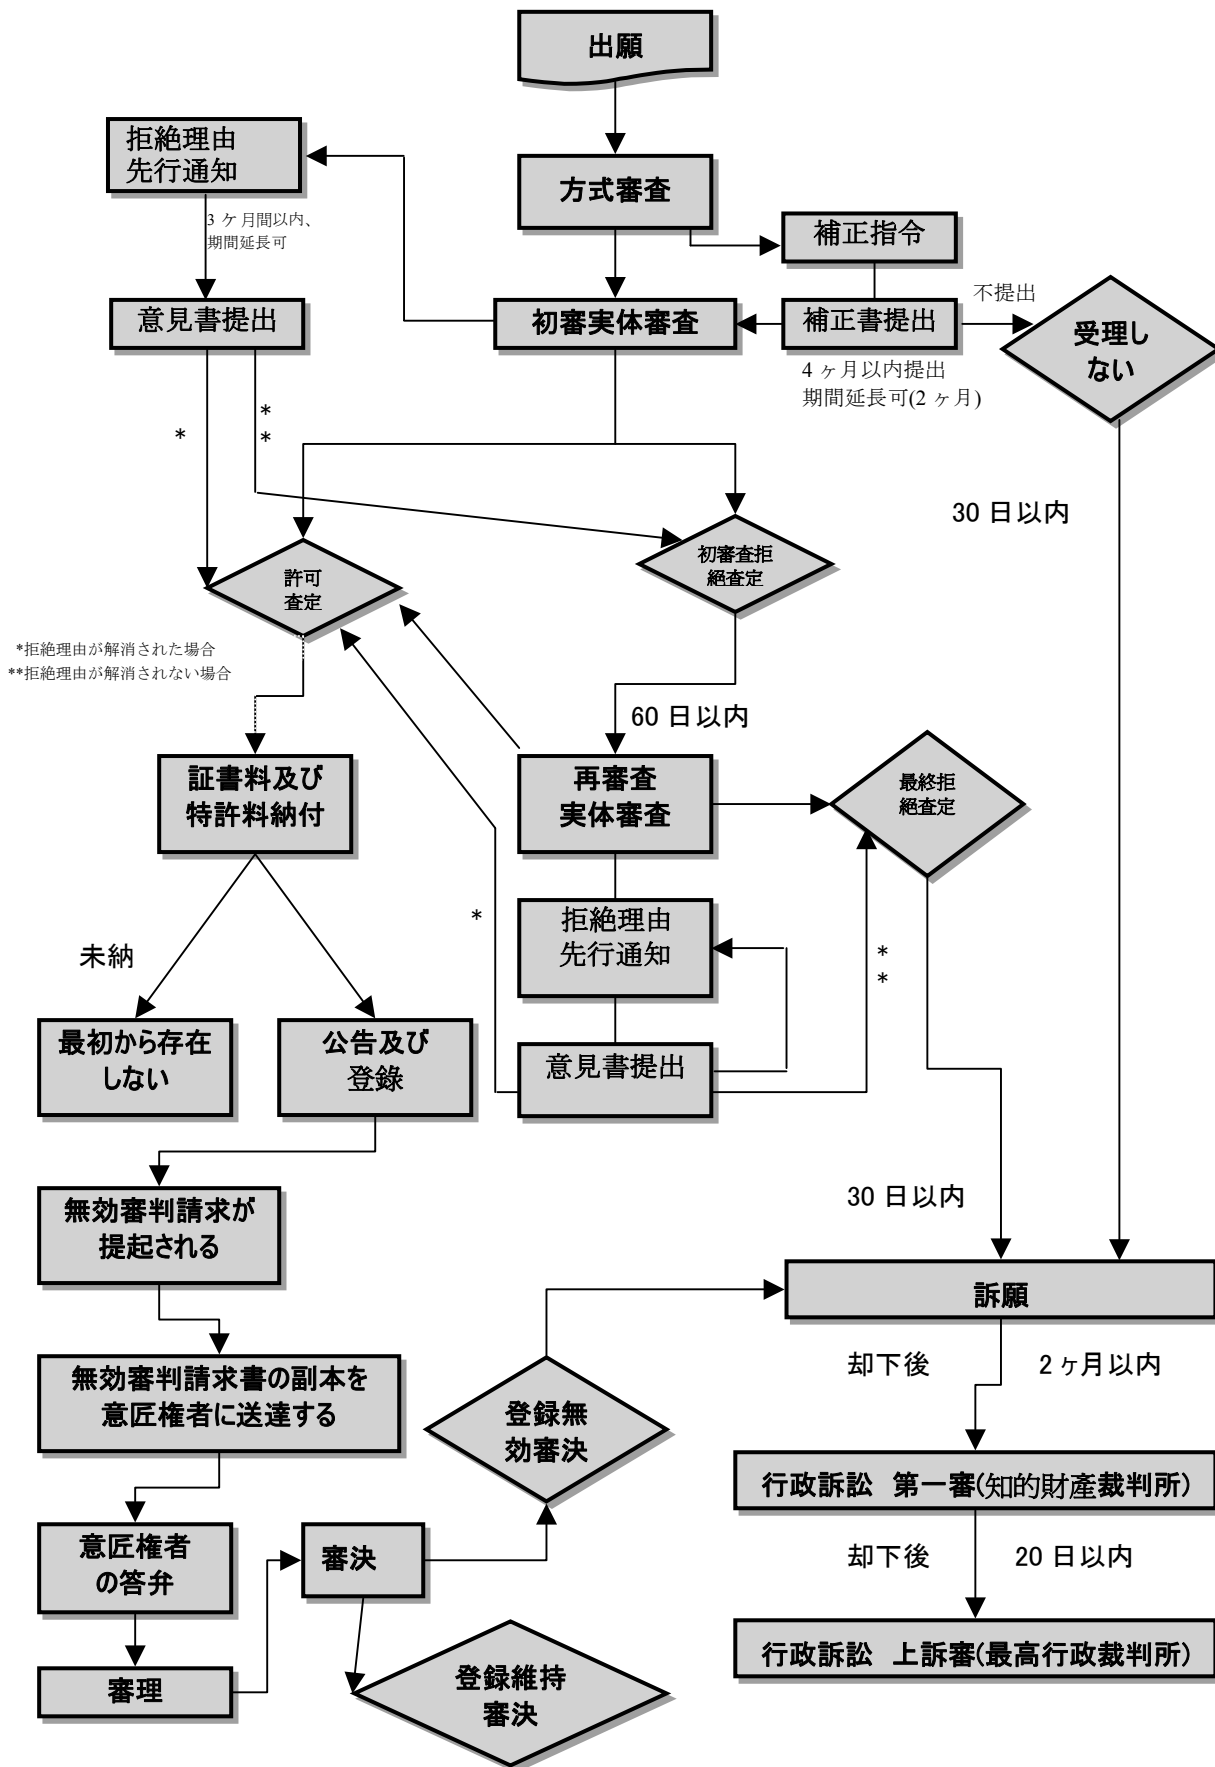 出願
拒絶理由
先行通知
方式審査
3 ケ月間以内、
期間延長可
補正指令
不提出
意見書提出
初審実体審査
補正書提出
受理し
ない
4 ヶ月以内提出
期間延長可(2 ヶ月)
*
*
*
30 日以内
初審査拒
絶査定
許可
査定
*拒絶理由が解消された場合
**拒絶理由が解消されない場合
60 日以内
証書料及び
特許料納付
再審査
実体審査
最終拒
絶査定
*
拒絶理由
先行通知
*
*
未納
最初から存在
しない
公告及び
登錄
意見書提出
無効審判請求が
提起される
30 日以内
訴願
無効審判請求書の副本を
意匠権者に送達する
登録無
効審決
却下後
2 ヶ月以内
行政訴訟 第一審(知的財產裁判所)
意匠権者
の答弁
審決
却下後
20 日以内
行政訴訟 上訴審(最高行政裁判所)
審理
登録維持
審決